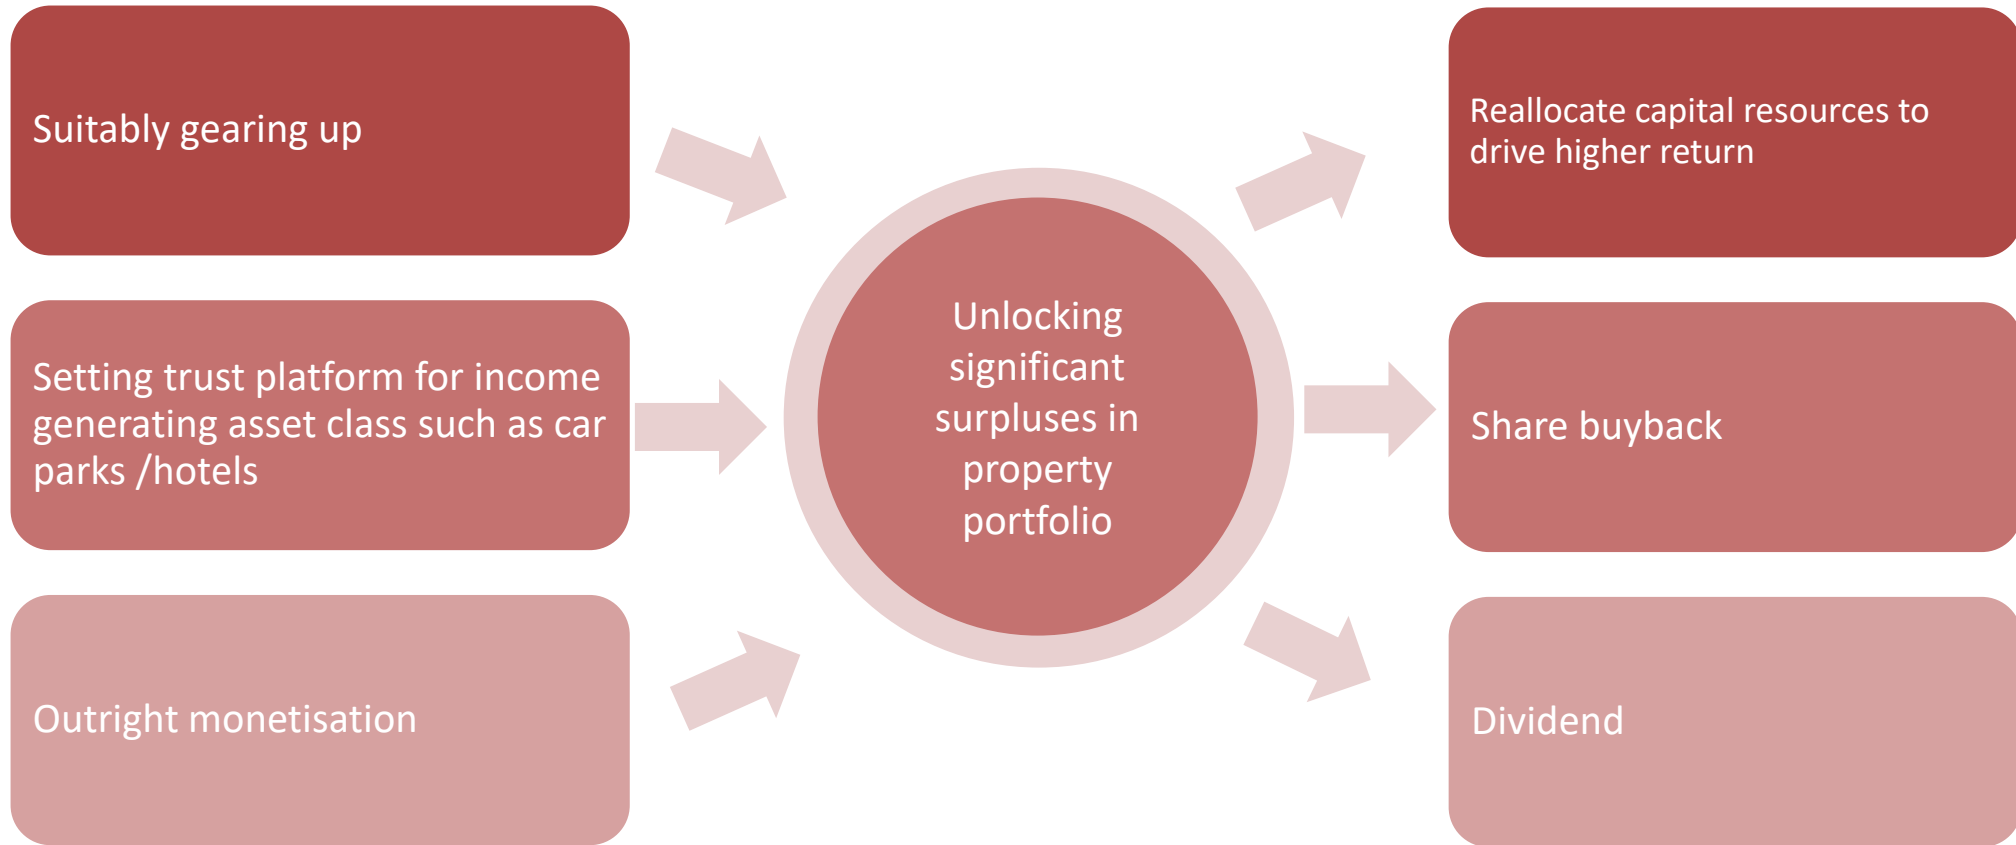 Suitably gearing up
Setting trust platform for income
generating asset class such as car
parks /hotels
Outright monetisation
Unlocking
significant
surpluses in
property
portfolio
Reallocate capital resources to
drive higher return
Share buyback
Dividend